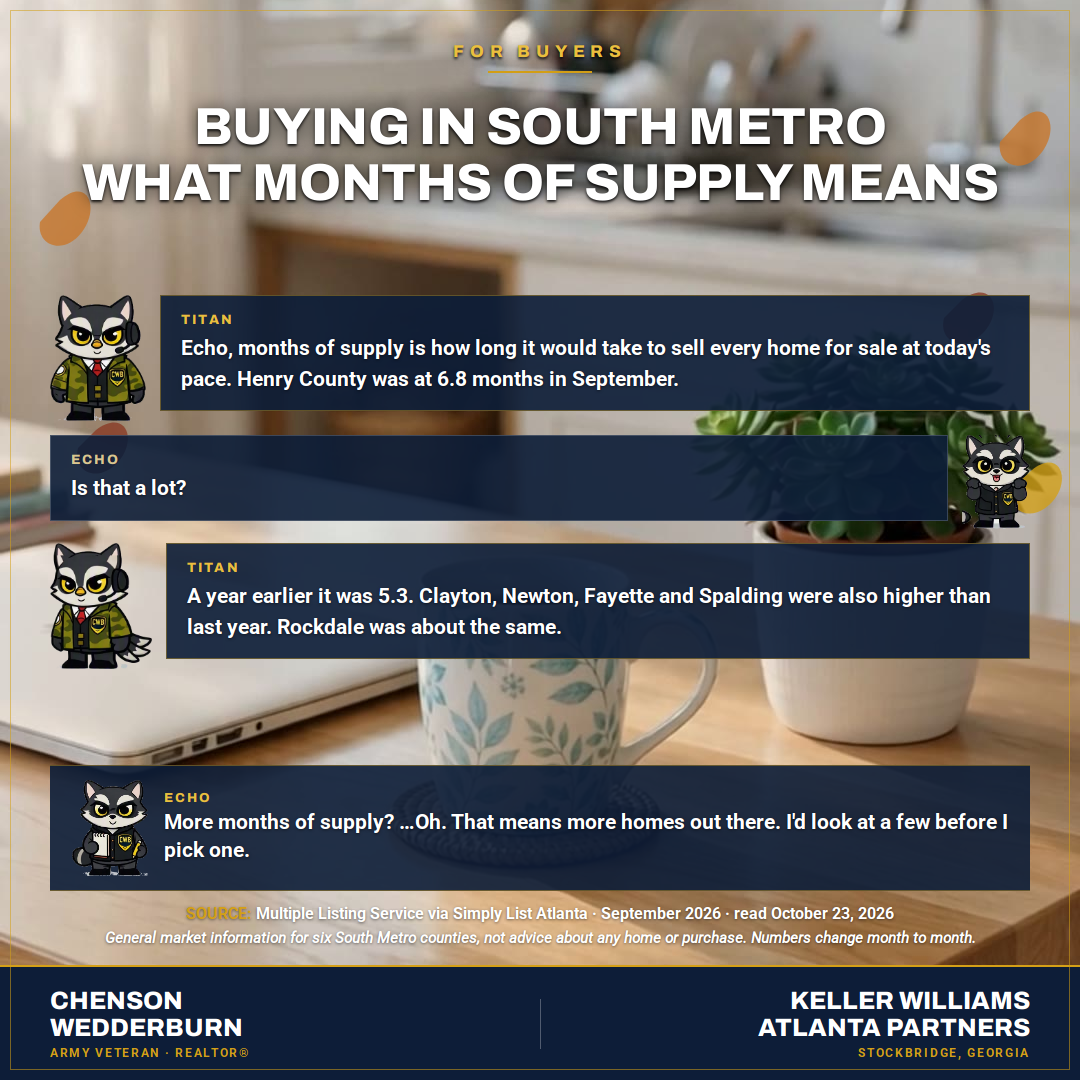 FOR BUYERS
BUYING IN SOUTH METRO
WHAT MONTHS OF SUPPLY MEANS
TITAN
Echo, months of supply is how long it would take to sell every home for sale at today's
pace. Henry County was at 6.8 months in September.
CWB
ECHO
Is that a lot?
CWB
TITAN
A year earlier it was 5.3. Clayton, Newton, Fayette and Spalding were also higher than
last year. Rockdale was about the same.
CWB
ECHO
More months of supply? …Oh. That means more homes out there. I'd look at a few before I
pick one.
SOURCE: Multiple Listing Service via Simply List Atlanta · September 2026 · read October 23, 2026
General market information for six South Metro counties, not advice about any home or purchase. Numbers change month to month.
CHENSON
WEDDERBURN
ARMY VETERAN · REALTOR®
KELLER WILLIAMS
ATLANTA PARTNERS
STOCKBRIDGE, GEORGIA